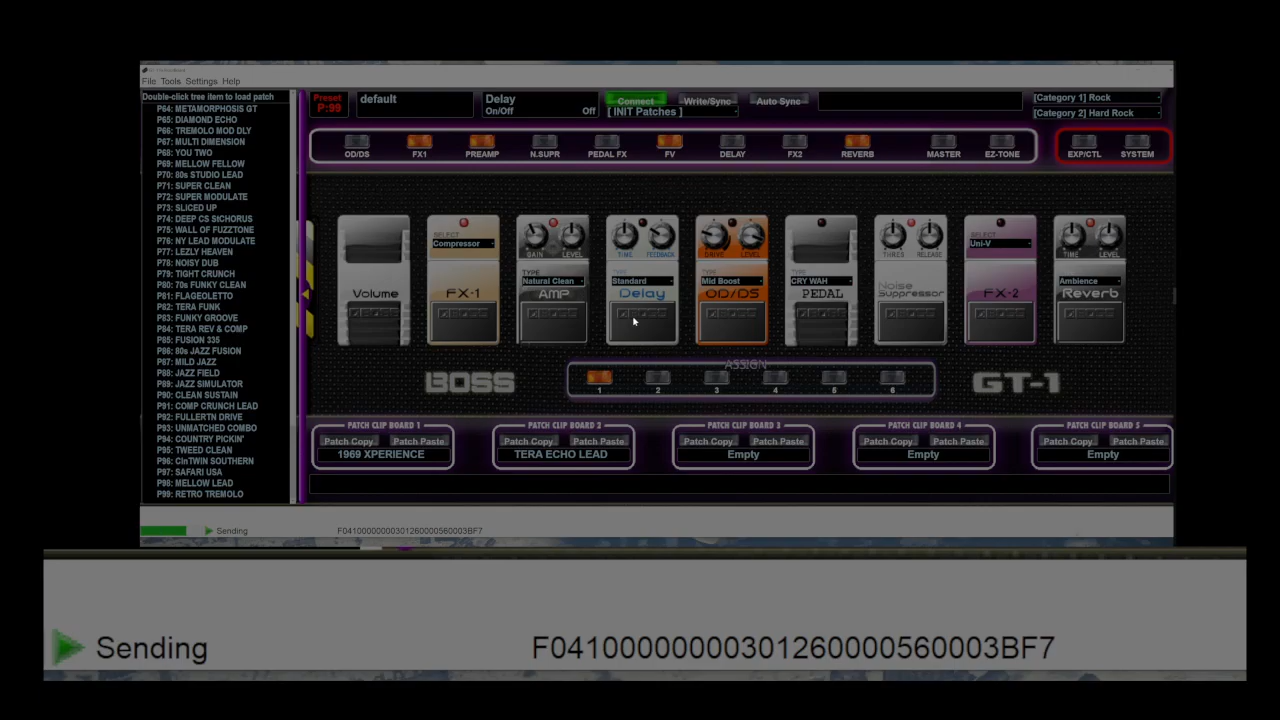 File Tools Settings Help
Double-click tree item to load patch
P64: METAMORPHOSIS GT
P65: DIAMOND ECHO
P66: TREMOLO MOD DLY
P67: MULTI DIMENSION
P68: YOU TWO
P69: MELLOW FELLOW
P70: 80s STUDIO LEAD
P71: SUPER CLEAN
P72: SUPER MODULATE
P73: SLICED UP
P74: DEEP CS StCHORUS
P75: WALL OF FUZZTONE
P76: NY LEAD MODULATE
P77: LEZLY HEAVEN
P78: NOISY DUB
P79: TIGHT CRUNCH
P80: 70s FUNKY CLEAN
P81: FLAGEOLETTO
P82: TERA FUNK
P83: FUNKY GROOVE
P84: TERA REV & COMP
P85: FUSION 335
P86: 80s JAZZ FUSION
P87: MILD JAZZ
P88: JAZZ FIELD
P89: JAZZ SIMULATOR
P90: CLEAN SUSTAIN
P91: COMP CRUNCH LEAD
P92: FULLERTN DRIVE
P93: UNMATCHED COMBO
P94: COUNTRY PICKIN'
P95: TWEED CLEAN
P96: CInTWIN SOUTHERN
P97: SAFARI USA
P98: MELLOW LEAD
P99: RETRO TREMOLO
Preset
P:99
default
Delay
On/Off Off
Connect Write/Sync Auto Sync
[ INIT Patches ]
[Category 1] Rock
[Category 2] Hard Rock
OD/DS FX1 PREAMP N.SUPR PEDAL FX FV DELAY FX2 REVERB MASTER EZ-TONE EXP/CTL SYSTEM
Volume
SELECT
Compressor
FX-1
GAIN LEVEL
TYPE
Natural Clean
AMP
TIME FEEDBACK
TYPE
Standard
Delay
DRIVE LEVEL
TYPE
Mid Boost
OD/DS
TYPE
CRY WAH
PEDAL
THRES RELEASE
Noise
Suppressor
SELECT
Uni-V
FX-2
TIME LEVEL
Ambience
Reverb
BOSS
ASSIGN
1 2 3 4 5 6
GT-1
PATCH CLIP BOARD 1 PATCH CLIP BOARD 2 PATCH CLIP BOARD 3 PATCH CLIP BOARD 4 PATCH CLIP BOARD 5
Patch Copy Patch Paste Patch Copy Patch Paste Patch Copy Patch Paste Patch Copy Patch Paste Patch Copy Patch Paste
1969 XPERIENCE TERA ECHO LEAD Empty Empty Empty
Sending F0410000000301260000560003BF7
Sending F0410000000301260000560003BF7